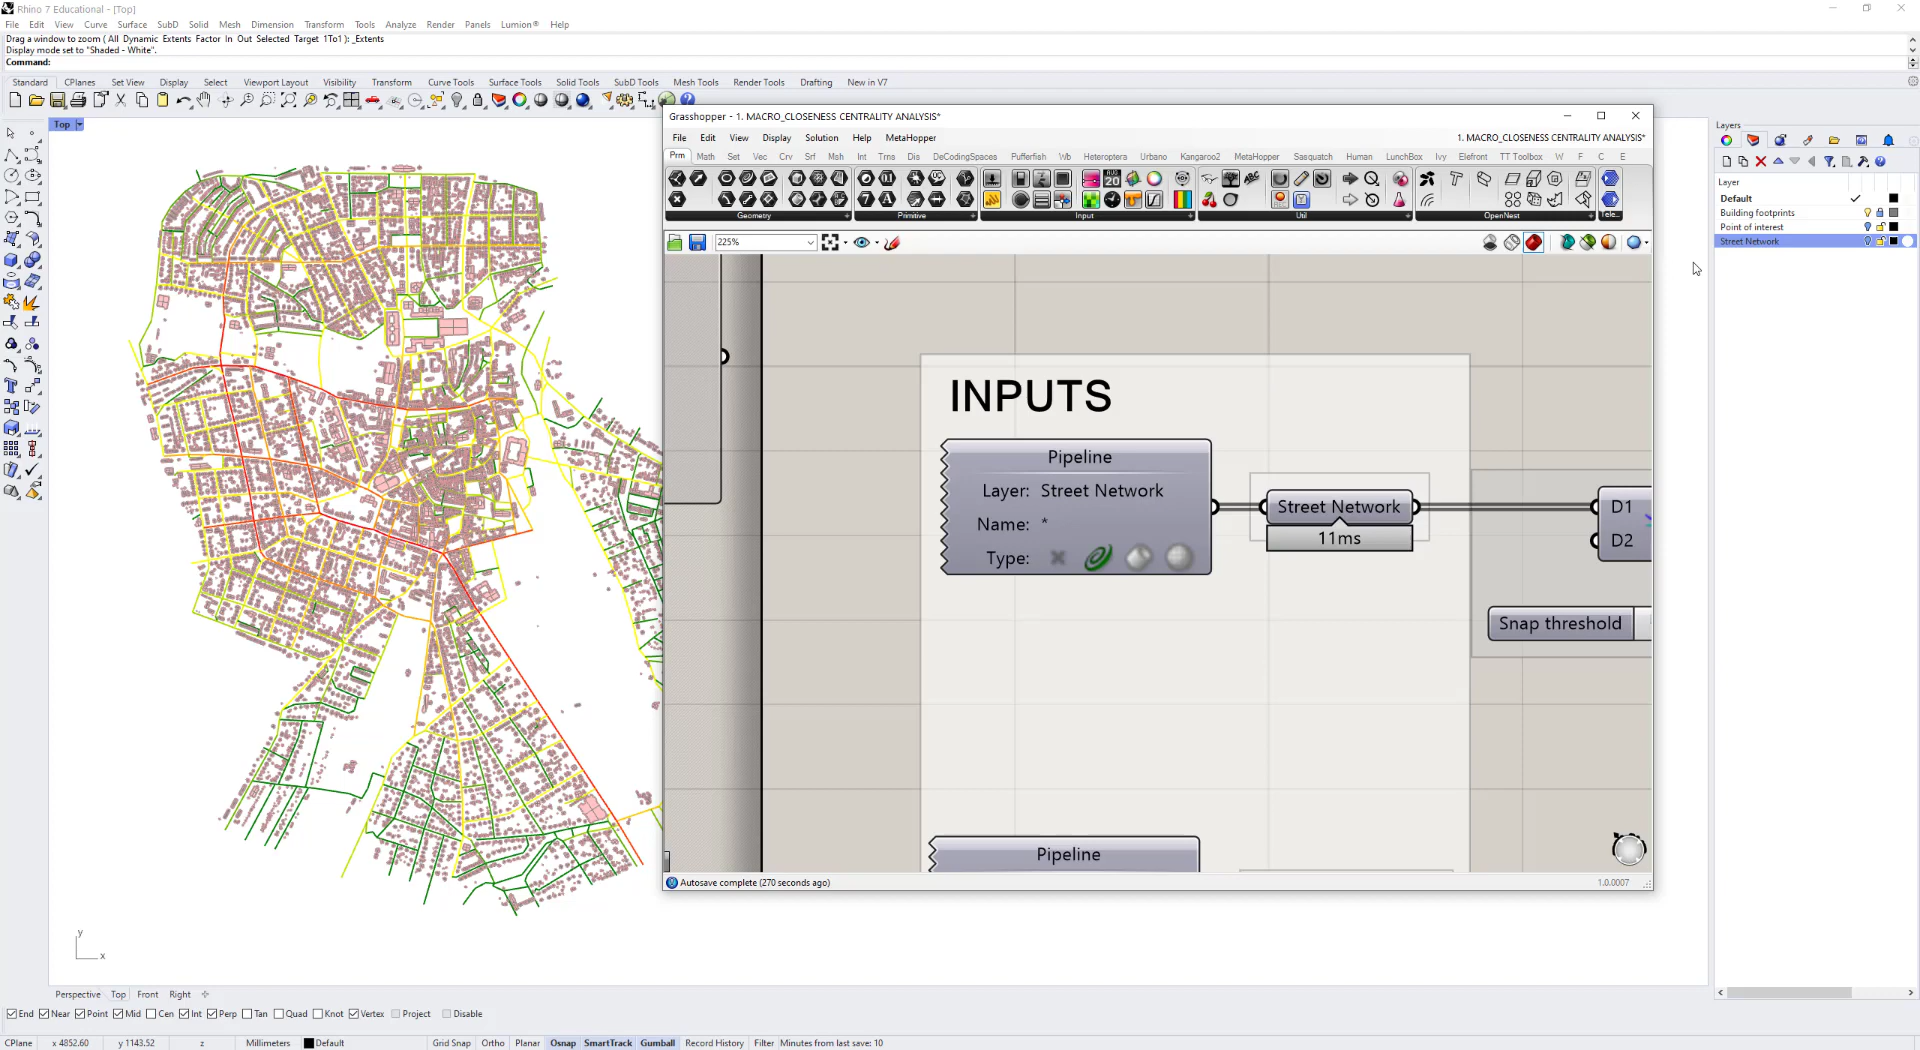 Rhino 7 Educational - [Top]
File Edit View Curve Surface SubD Solid Mesh Dimension Transform Tools Analyze Render Panels Lumion® Help
Drag a window to zoom ( All Dynamic Extents Factor In Out Selected Target 1To1 ): _Extents
Display mode set to "Shaded - White".
Command:
Standard CPlanes Set View Display Select Viewport Layout Visibility Transform Curve Tools Surface Tools Solid Tools SubD Tools Mesh Tools Render Tools Drafting New in V7
Top
Grasshopper - 1. MACRO_CLOSENESS CENTRALITY ANALYSIS*
File Edit View Display Solution Help MetaHopper 1. MACRO_CLOSENESS CENTRALITY ANALYSIS*
Prm Math Set Vec Crv Srf Msh Int Trns Dis DeCodingSpaces Pufferfish Wb Heteroptera Urbano Kangaroo2 MetaHopper Sasquatch Human LunchBox Ivy Elefront TT Toolbox W F C E
Geometry Primitive Input Util OpenNest Tele...
225%
INPUTS
Pipeline
Layer: Street Network
Name: *
Type:
Street Network
11ms
D1
D2
Snap threshold
Pipeline
Autosave complete (270 seconds ago) 1.0.0007
Layers
Layer
Default
Building footprints
Point of interest
Street Network
y
x
Perspective Top Front Right
End Near Point Mid Cen Int Perp Tan Quad Knot Vertex Project Disable
CPlane x 4852.60 y 1143.52 z Millimeters Default Grid Snap Ortho Planar Osnap SmartTrack Gumball Record History Filter Minutes from last save: 10